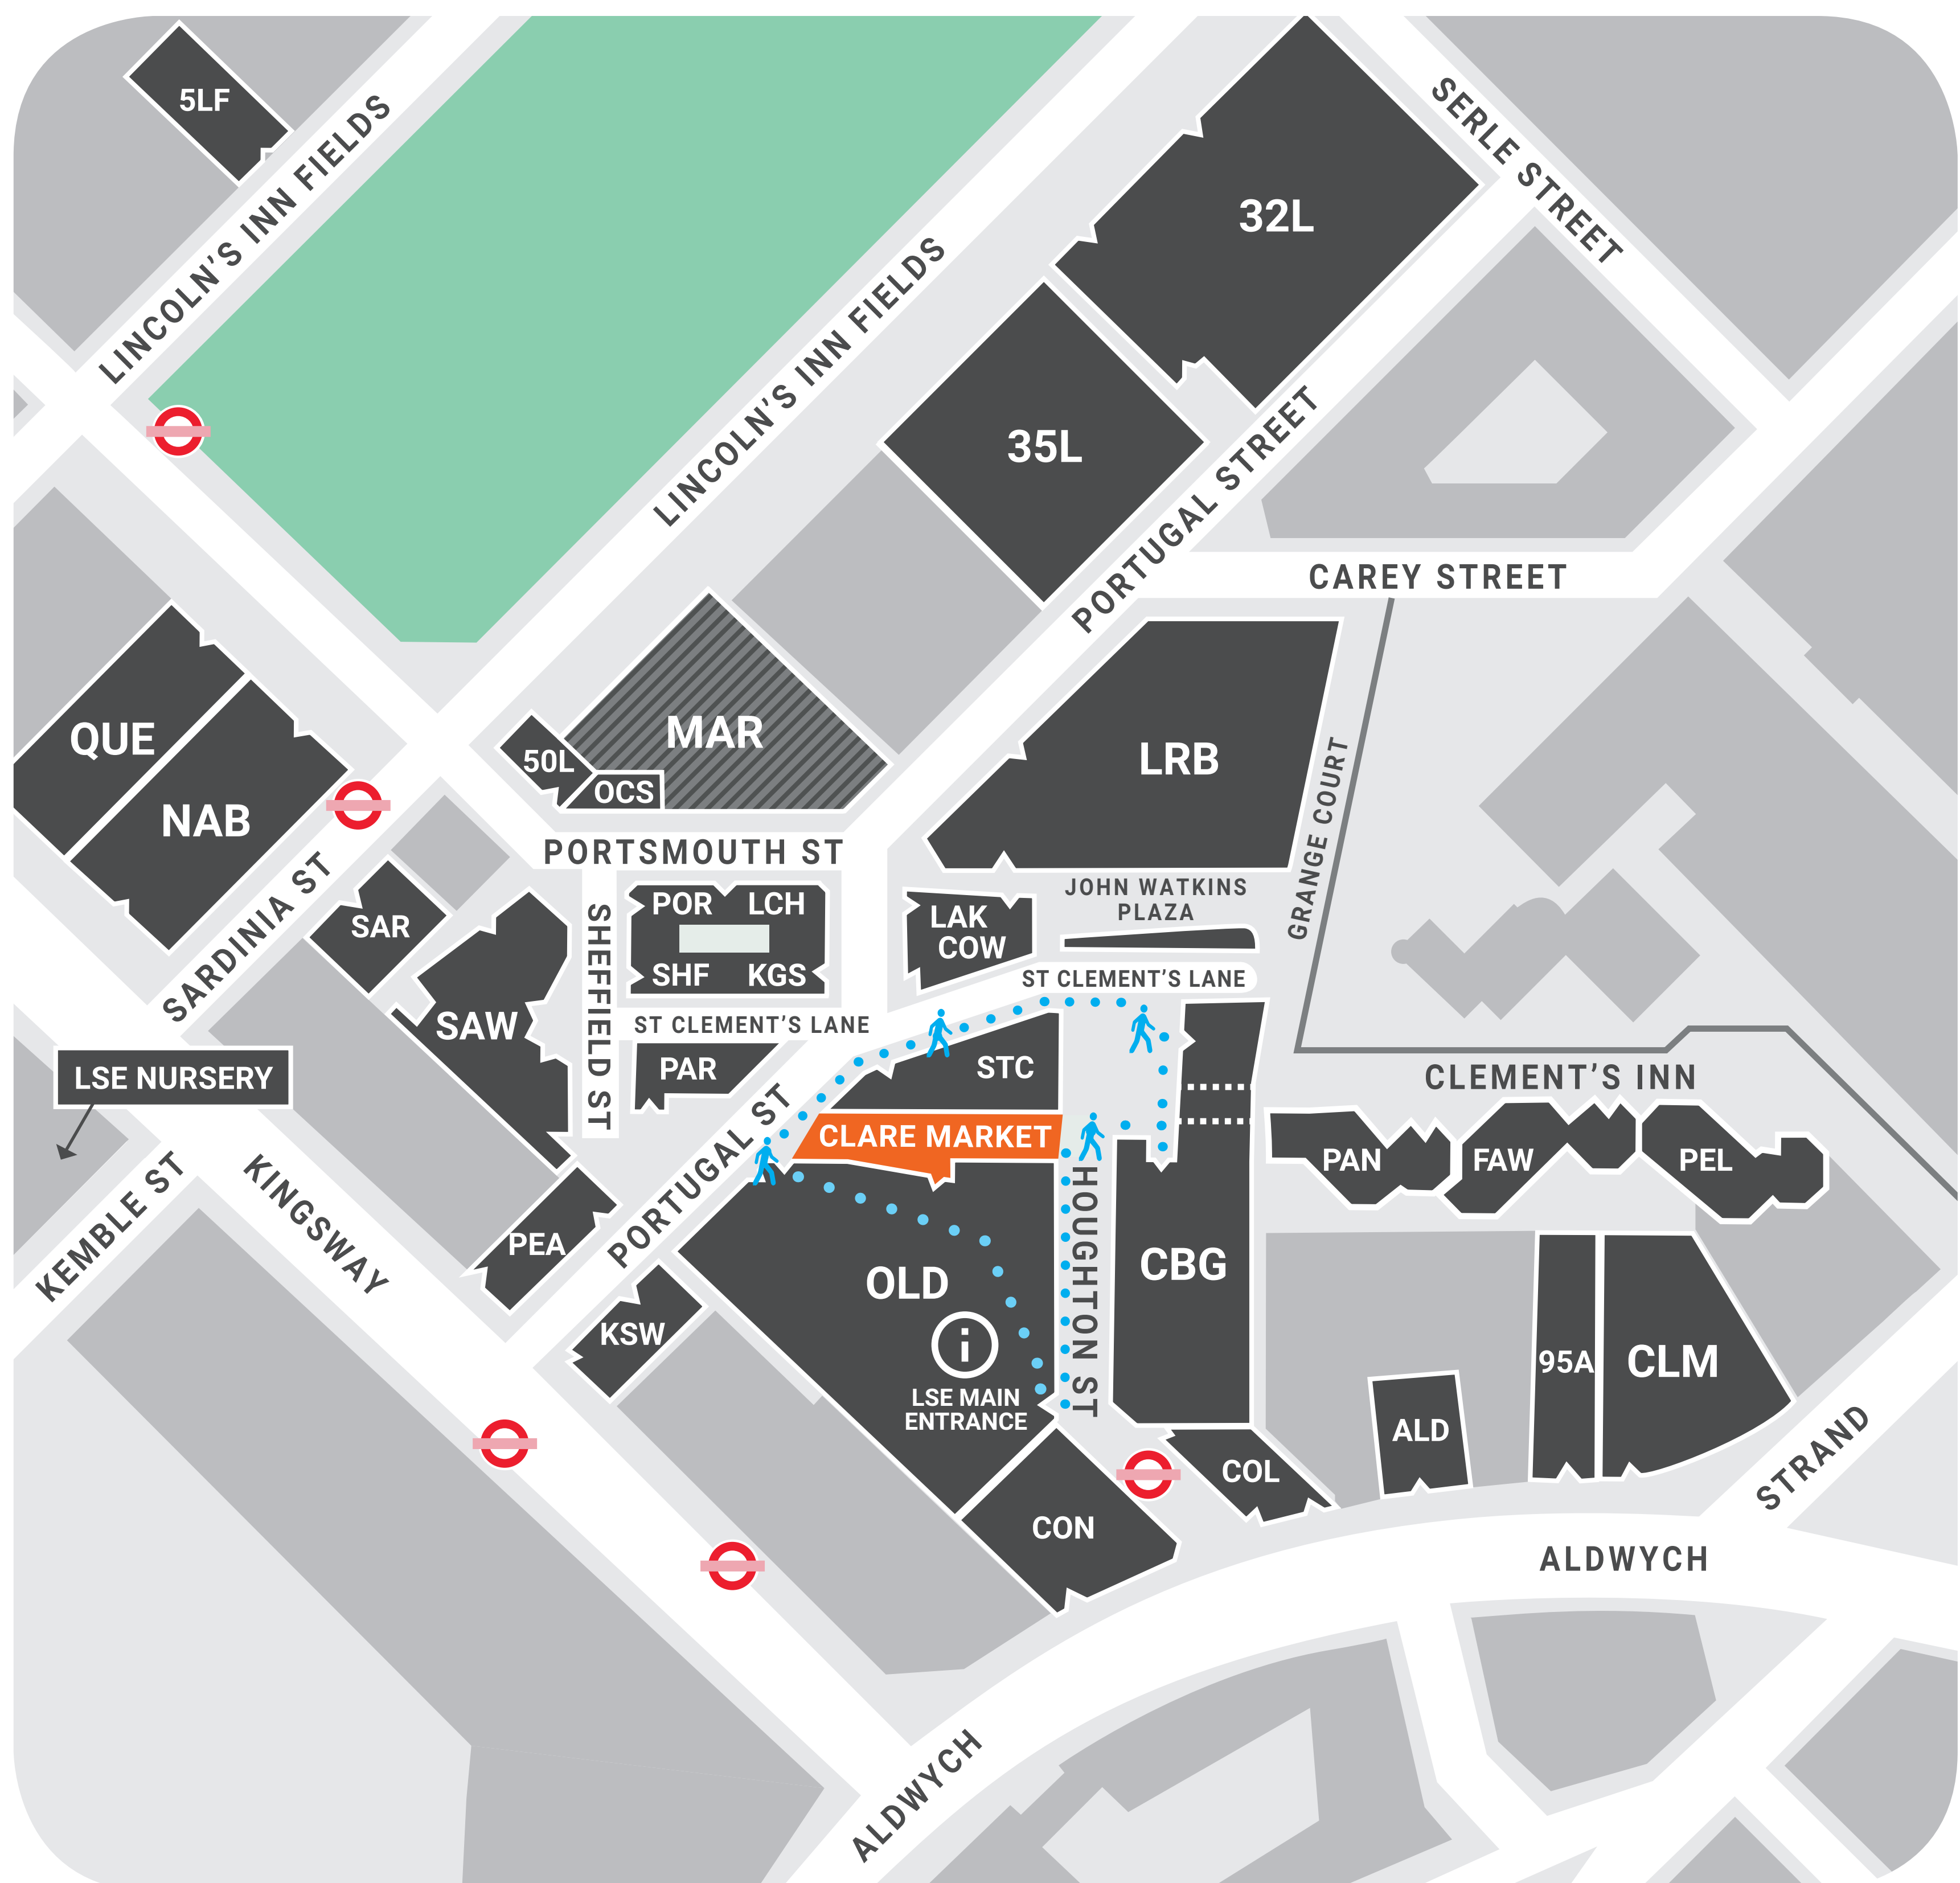 5LF
LINCOLN'S INN FIELDS
SERLE STREET
32L
LINCOLN'S INN FIELDS
35L
PORTUGAL STREET
CAREY STREET
QUE
NAB
MAR
50L
OCS
LRB
GRANGE COURT
PORTSMOUTH ST
SARDINIA ST
SAR
SHEFFIELD ST
POR
LCH
SHF
KGS
LAK
COW
JOHN WATKINS
PLAZA
ST CLEMENT'S LANE
SAW
ST CLEMENT'S LANE
PAR
STC
LSE NURSERY
CLEMENT'S INN
CLARE MARKET
PORTUGAL ST
PAN
FAW
PEL
KEMBLE ST
KINGSWAY
PEA
HOUGHTON ST
OLD
CBG
KSW
i
LSE MAIN
ENTRANCE
95A
CLM
ALD
COL
STRAND
CON
ALDWYCH
ALDWYCH